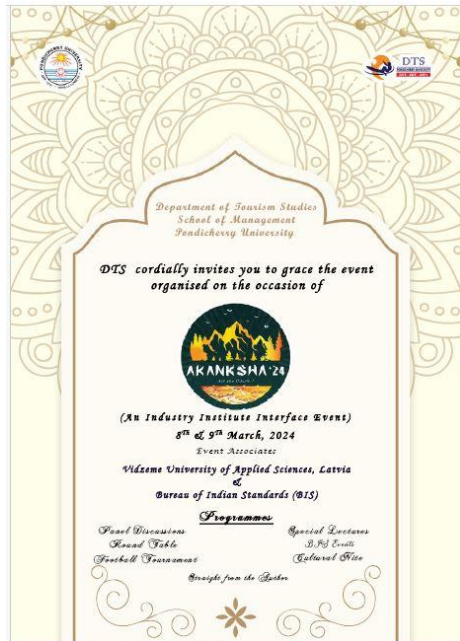 PONDICHERRY UNIVERSITY
DTS
Department of Tourism Studies
School of Management
Pondicherry University
DTS cordially invites you to grace the event
organised on the occasion of
AKANKSHA '24
(An Industry Institute Interface Event)
8TH & 9TH March, 2024
Event Associates
Vidzeme University of Applied Sciences, Latvia
&
Bureau of Indian Standards (BIS)
Programmes
Panel Discussions
Round Table
Football Tournament
Special Lectures
BIS Events
Cultural Nite
Straight from the Author